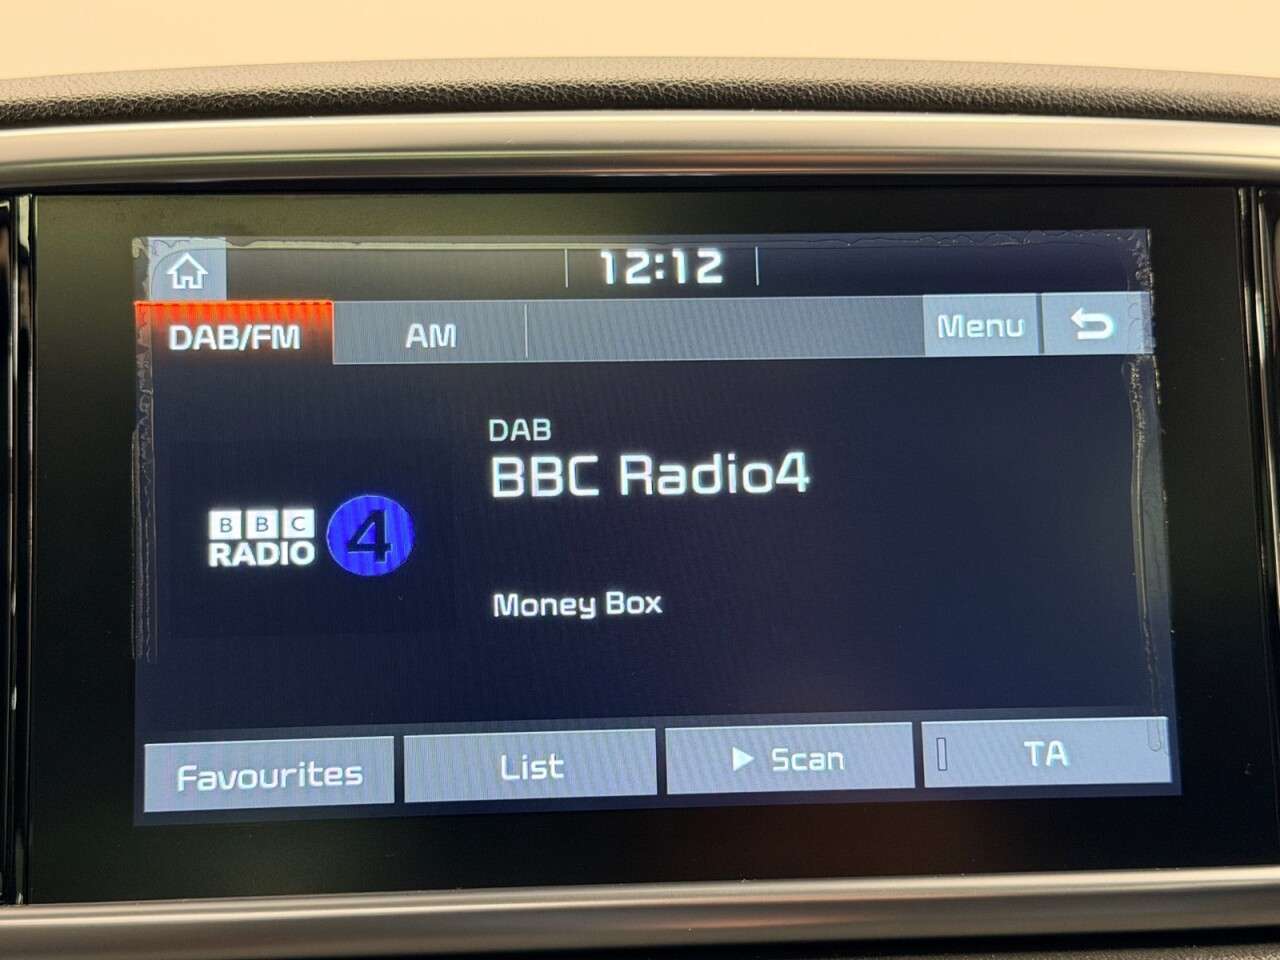 12:12
DAB/FM AM Menu
DAB
BBC Radio4
BBC
RADIO 4
Money Box
Favourites List Scan TA